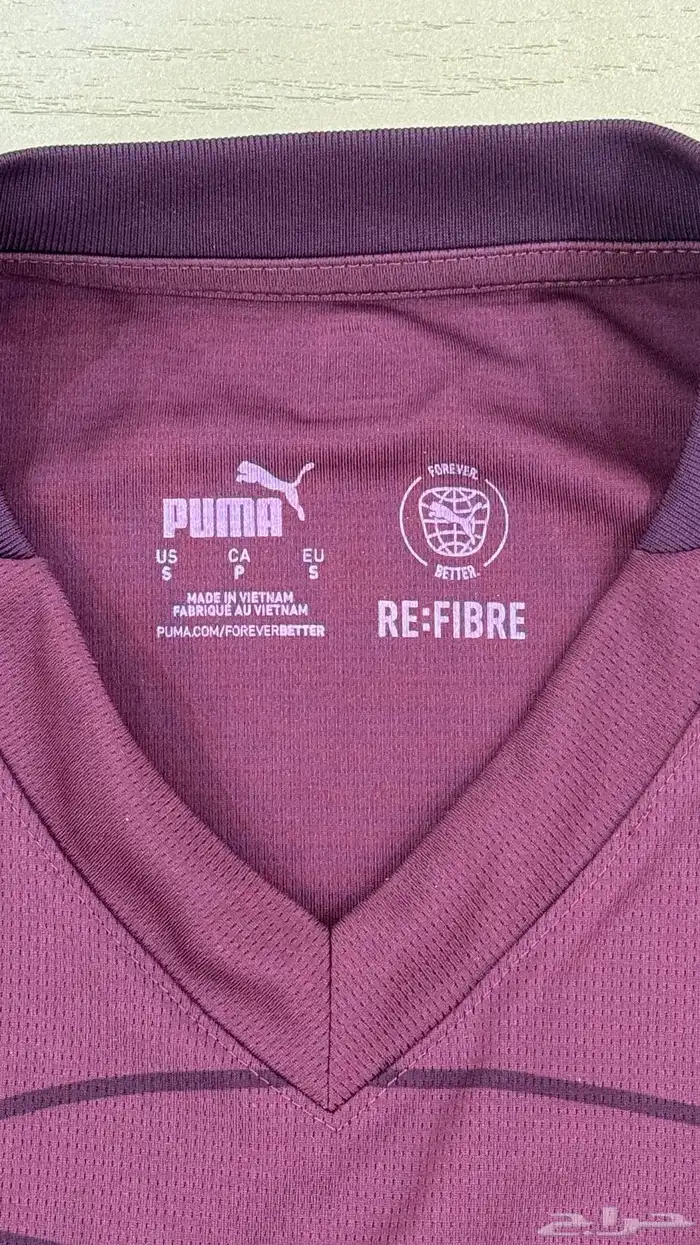 PUMA
US CA EU
S P S
MADE IN VIETNAM
FABRIQUÉ AU VIETNAM
PUMA.COM/FOREVERBETTER
FOREVER.
BETTER.
RE:FIBRE
حراج